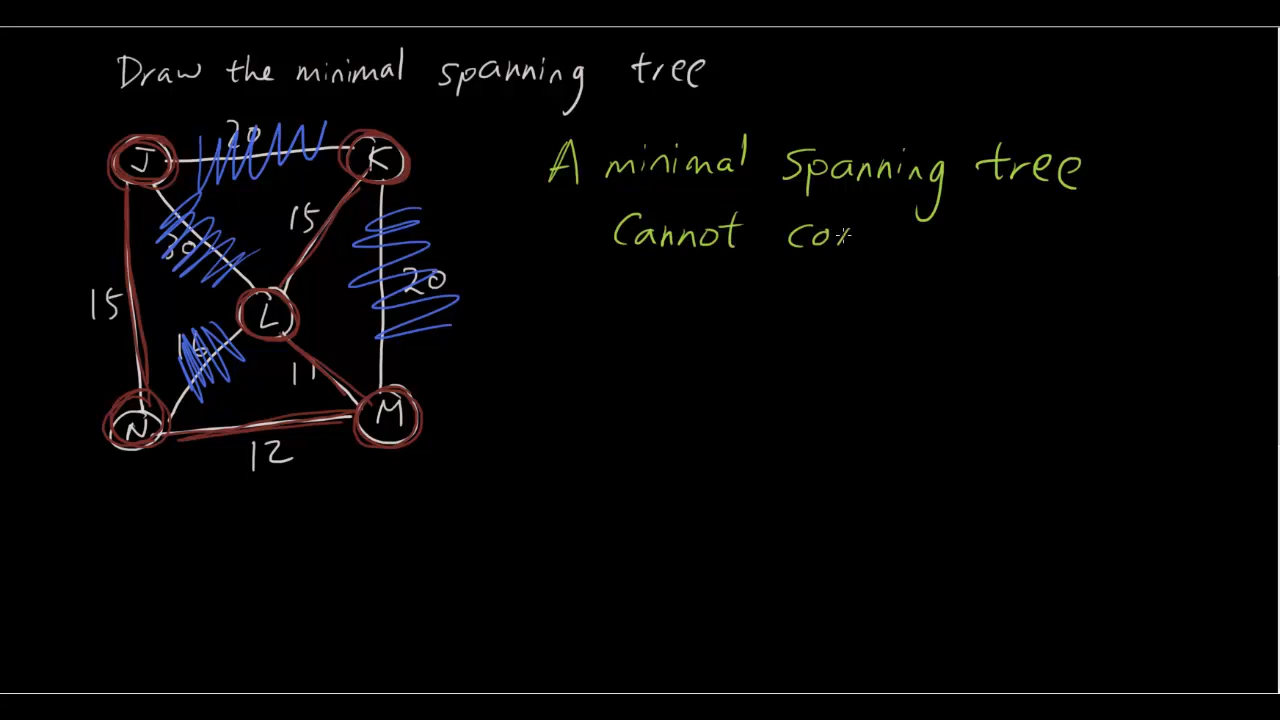 Draw the minimal spanning tree
20
J
K
A minimal spanning tree
cannot co
15
30
20
15
L
11
N
M
12